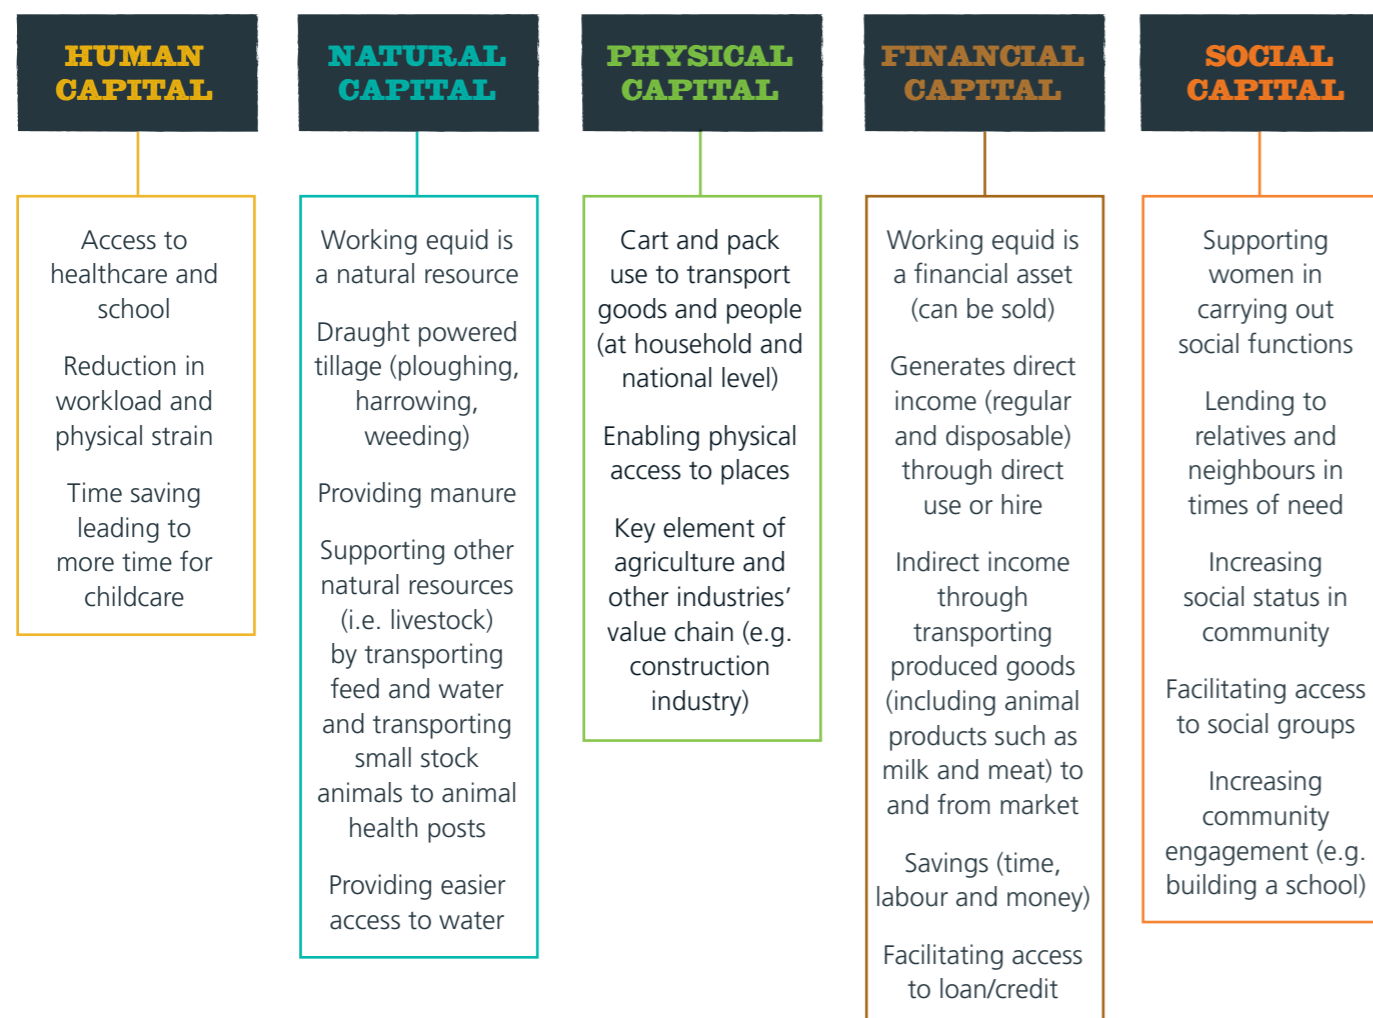 HUMAN
CAPITAL
Access to
healthcare and
school
Reduction in
workload and
physical strain
Time saving
leading to
more time for
childcare
NATURAL
CAPITAL
Working equid is
a natural resource
Draught powered
tillage (ploughing,
harrowing,
weeding)
Providing manure
Supporting other
natural resources
(i.e. livestock)
by transporting
feed and water
and transporting
small stock
animals to animal
health posts
Providing easier
access to water
PHYSICAL
CAPITAL
Cart and pack
use to transport
goods and people
(at household and
national level)
Enabling physical
access to places
Key element of
agriculture and
other industries’
value chain (e.g.
construction
industry)
FINANCIAL
CAPITAL
Working equid is
a financial asset
(can be sold)
Generates direct
income (regular
and disposable)
through direct
use or hire
Indirect income
through
transporting
produced goods
(including animal
products such as
milk and meat) to
and from market
Savings (time,
labour and money)
Facilitating access
to loan/credit
SOCIAL
CAPITAL
Supporting
women in
carrying out
social functions
Lending to
relatives and
neighbours in
times of need
Increasing
social status in
community
Facilitating access
to social groups
Increasing
community
engagement (e.g.
building a school)